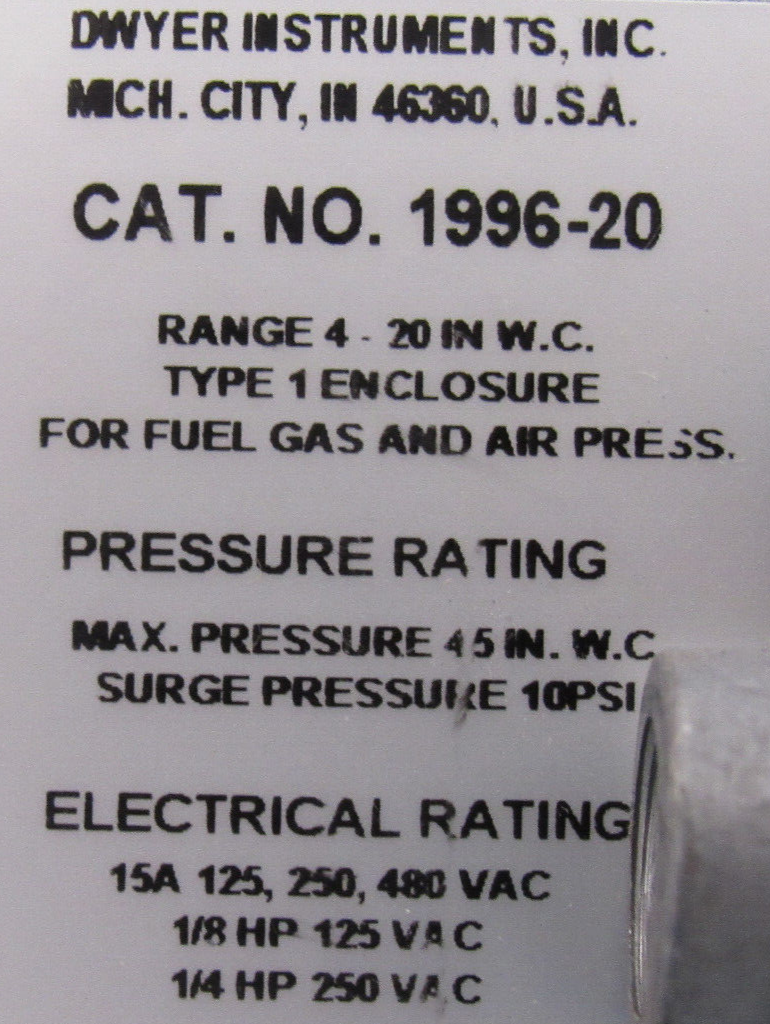 DWYER INSTRUMENTS, INC.
MICH. CITY, IN 46360, U.S.A.
CAT. NO. 1996-20
RANGE 4 - 20 IN W.C.
TYPE 1 ENCLOSURE
FOR FUEL GAS AND AIR PRESS.
PRESSURE RATING
MAX. PRESSURE 45 IN. W.C
SURGE PRESSURE 10PSI
ELECTRICAL RATING
15A 125, 250, 480 VAC
1/8 HP 125 VAC
1/4 HP 250 VAC